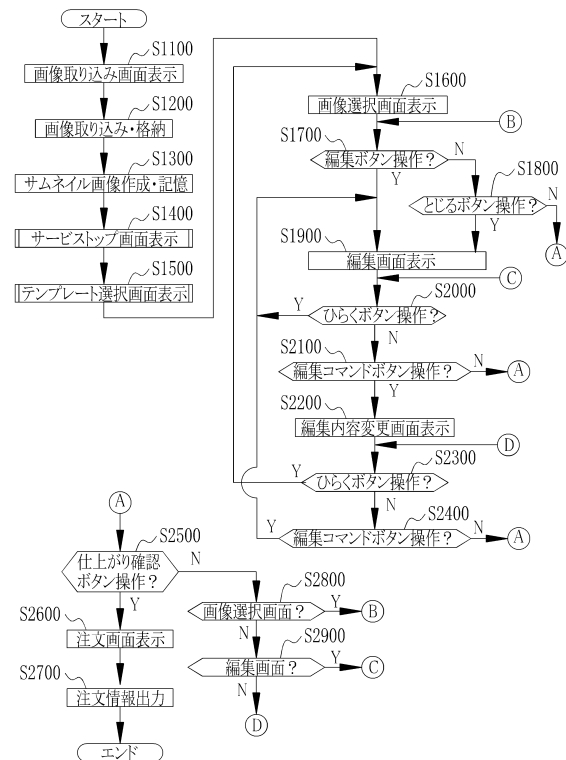 スタート
S1100
画像取り込み画面表示
S1200
画像取り込み・格納
S1300
サムネイル画像作成・記憶
S1400
サービストップ画面表示
S1500
テンプレート選択画面表示
S1600
画像選択画面表示
B
S1700
編集ボタン操作?
N
Y
S1800
とじるボタン操作?
N
Y
A
S1900
編集画面表示
C
S2000
ひらくボタン操作?
Y
N
S2100
編集コマンドボタン操作?
N
A
Y
S2200
編集内容変更画面表示
D
S2300
ひらくボタン操作?
Y
N
S2400
編集コマンドボタン操作?
Y
N
A
A
S2500
仕上がり確認
ボタン操作?
N
Y
S2600
注文画面表示
S2700
注文情報出力
エンド
S2800
画像選択画面?
Y
B
N
S2900
編集画面?
Y
C
N
D